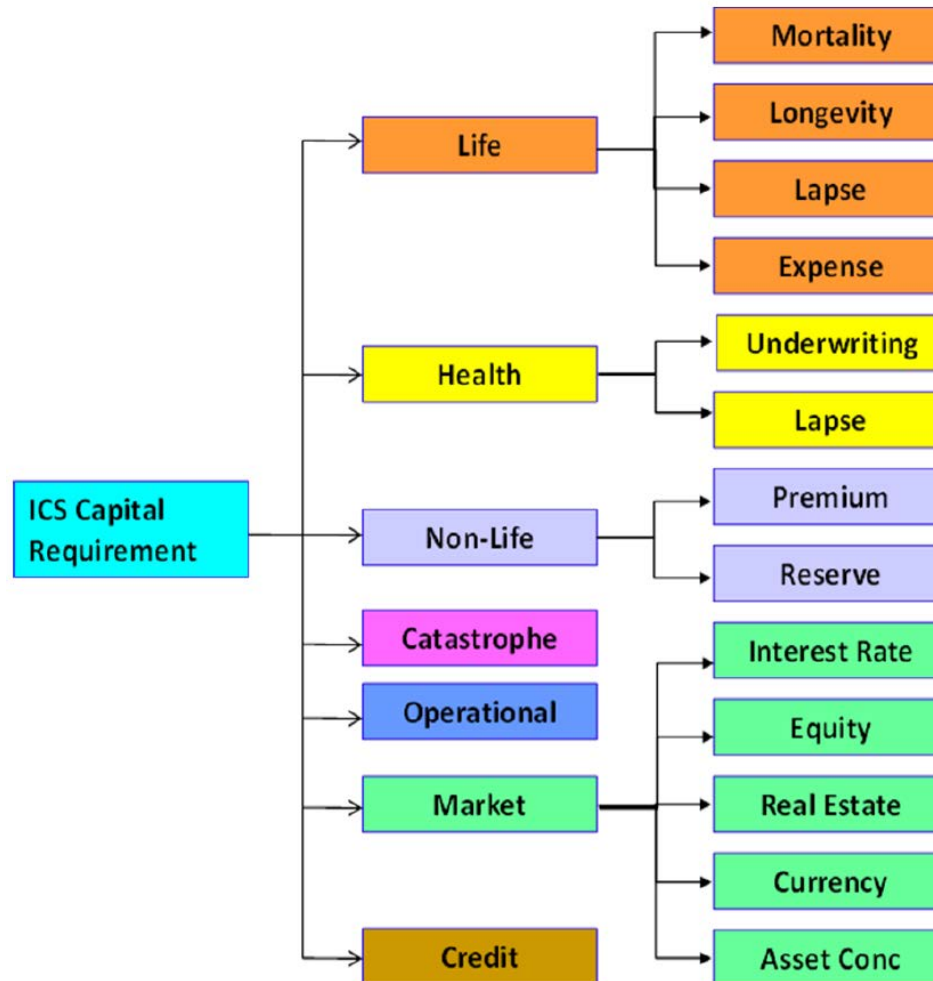 Mortality
Longevity
Life
Lapse
Expense
Underwriting
Health
Lapse
Premium
ICS Capital
Requirement
Non-Life
Reserve
Catastrophe
Interest Rate
Operational
Equity
Market
Real Estate
Currency
Credit
Asset Conc